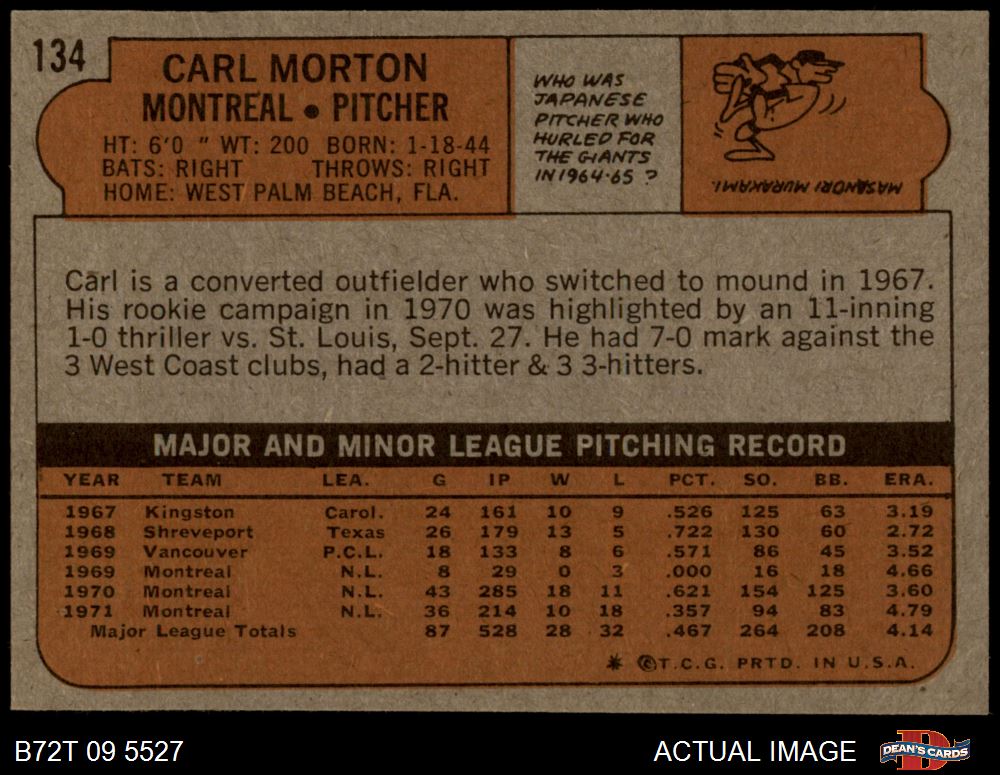 134
CARL MORTON
MONTREAL • PITCHER
HT: 6'0 " WT: 200 BORN: 1-18-44
BATS: RIGHT THROWS: RIGHT
HOME: WEST PALM BEACH, FLA.
WHO WAS
JAPANESE
PITCHER WHO
HURLED FOR
THE GIANTS
IN 1964-65 ?
MASANORI MURAKAMI.
Carl is a converted outfielder who switched to mound in 1967.
His rookie campaign in 1970 was highlighted by an 11-inning
1-0 thriller vs. St. Louis, Sept. 27. He had 7-0 mark against the
3 West Coast clubs, had a 2-hitter & 3 3-hitters.
MAJOR AND MINOR LEAGUE PITCHING RECORD
YEAR TEAM LEA. G IP W L PCT. SO. BB. ERA.
1967 Kingston Carol. 24 161 10 9 .526 125 63 3.19
1968 Shreveport Texas 26 179 13 5 .722 130 60 2.72
1969 Vancouver P.C.L. 18 133 8 6 .571 86 45 3.52
1969 Montreal N.L. 8 29 0 3 .000 16 18 4.66
1970 Montreal N.L. 43 285 18 11 .621 154 125 3.60
1971 Montreal N.L. 36 214 10 18 .357 94 83 4.79
Major League Totals 87 528 28 32 .467 264 208 4.14
* ©T.C.G. PRTD. IN U.S.A.
B72T 09 5527
ACTUAL IMAGE
DEAN'S CARDS